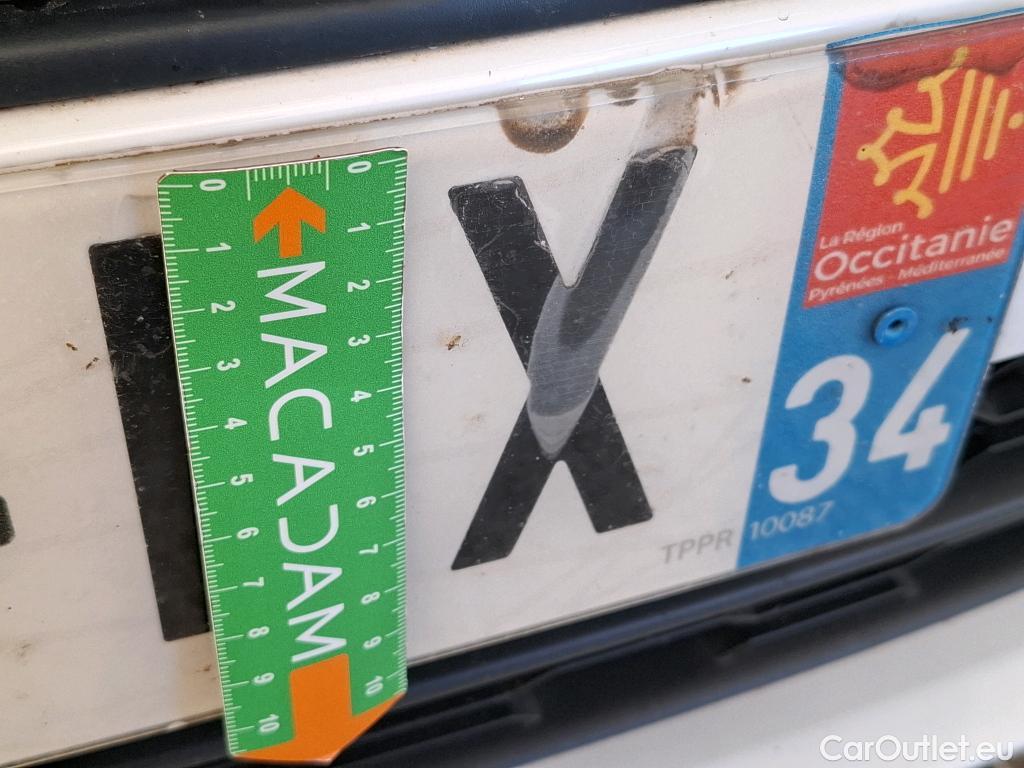 0 0
1 1
2 2
3 3
4 4
5 5
6 6
7 7
8 8
9 9
10 10
MACADAM
X
La Région
Occitanie
Pyrénées - Méditerranée
34
TPPR 10087
CarOutlet.eu